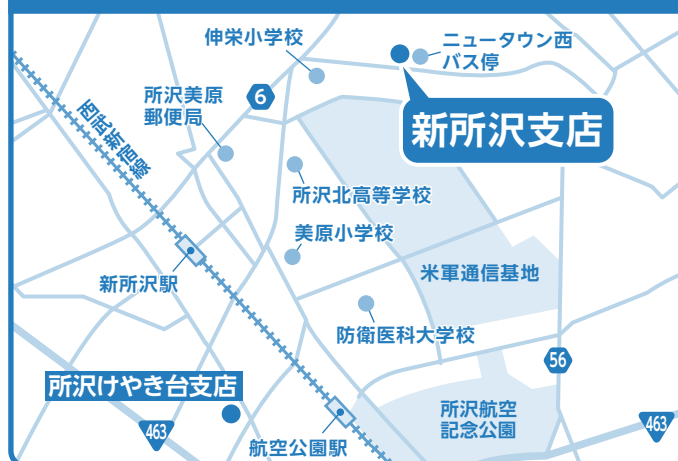 伸栄小学校
ニュータウン西
バス停
所沢美原
郵便局
6
西武新宿線
新所沢支店
所沢北高等学校
美原小学校
新所沢駅
米軍通信基地
防衛医科大学校
56
所沢けやき台支店
463
所沢航空
記念公園
463
航空公園駅